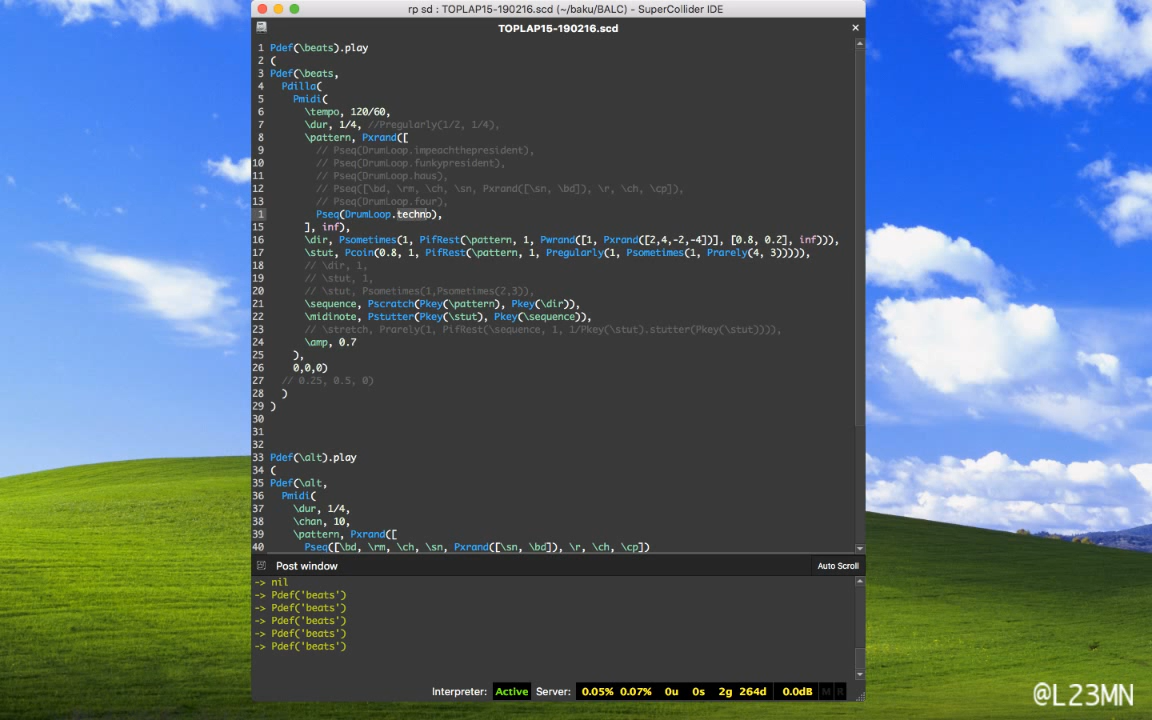 rp sd : TOPLAP15-190216.scd (~/baku/BALC) - SuperCollider IDE
TOPLAP15-190216.scd
1 Pdef(\beats).play
2 (
3 Pdef(\beats,
4 Pdilla(
5 Pmidi(
6 \tempo, 120/60,
7 \dur, 1/4, //Pregularly(1/2, 1/4),
8 \pattern, Pxrand([
9 // Pseq(DrumLoop.impeachthepresident),
10 // Pseq(DrumLoop.funkypresident),
11 // Pseq(DrumLoop.haus),
12 // Pseq([\bd, \rm, \ch, \sn, Pxrand([\sn, \bd]), \r, \ch, \cp]),
13 // Pseq(DrumLoop.four),
1 Pseq(DrumLoop.techno),
15 ], inf),
16 \dir, Psometimes(1, PifRest(\pattern, 1, Pwrand([1, Pxrand([2,4,-2,-4])], [0.8, 0.2], inf))),
17 \stut, Pcoin(0.8, 1, PifRest(\pattern, 1, Pregularly(1, Psometimes(1, Prarely(4, 3))))),
18 // \dir, 1,
19 // \stut, 1,
20 // \stut, Psometimes(1,Psometimes(2,3)),
21 \sequence, Pscratch(Pkey(\pattern), Pkey(\dir)),
22 \midinote, Pstutter(Pkey(\stut), Pkey(\sequence)),
23 // \stretch, Prarely(1, PifRest(\sequence, 1, 1/Pkey(\stut).stutter(Pkey(\stut)))),
24 \amp, 0.7
25 ),
26 0,0,0)
27 // 0.25, 0.5, 0)
28 )
29 )
30
31
32
33 Pdef(\alt).play
34 (
35 Pdef(\alt,
36 Pmidi(
37 \dur, 1/4,
38 \chan, 10,
39 \pattern, Pxrand([
40 Pseq([\bd, \rm, \ch, \sn, Pxrand([\sn, \bd]), \r, \ch, \cp])
Post window Auto Scroll
-> nil
-> Pdef('beats')
-> Pdef('beats')
-> Pdef('beats')
-> Pdef('beats')
-> Pdef('beats')
Interpreter: Active Server: 0.05% 0.07% 0u 0s 2g 264d 0.0dB M R
@L23MN